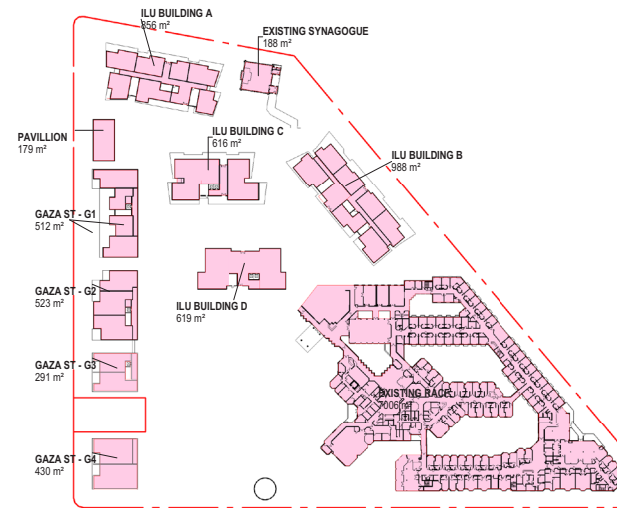 ILU BUILDING A
856 m²
EXISTING SYNAGOGUE
188 m²
PAVILLION
179 m²
ILU BUILDING C
616 m²
ILU BUILDING B
988 m²
GAZA ST - G1
512 m²
GAZA ST - G2
523 m²
ILU BUILDING D
619 m²
GAZA ST - G3
291 m²
EXISTING RACF
7006 m²
GAZA ST - G4
430 m²